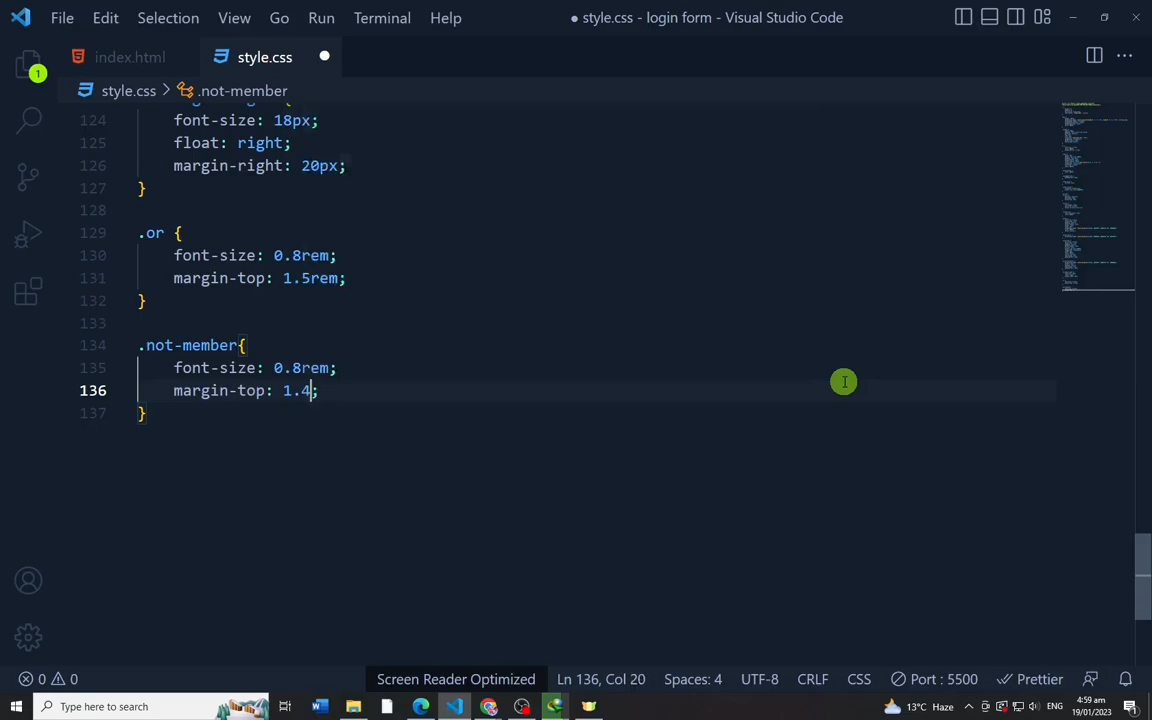 File Edit Selection View Go Run Terminal Help ● style.css - login form - Visual Studio Code
index.html style.css
style.css > .not-member
124 font-size: 18px;
125 float: right;
126 margin-right: 20px;
127 }
128
129 .or {
130 font-size: 0.8rem;
131 margin-top: 1.5rem;
132 }
133
134 .not-member{
135 font-size: 0.8rem;
136 margin-top: 1.4;
137 }
1
0 0 Screen Reader Optimized Ln 136, Col 20 Spaces: 4 UTF-8 CRLF CSS Port : 5500 Prettier
Type here to search 13°C Haze ENG 4:59 am
19/01/2023 1